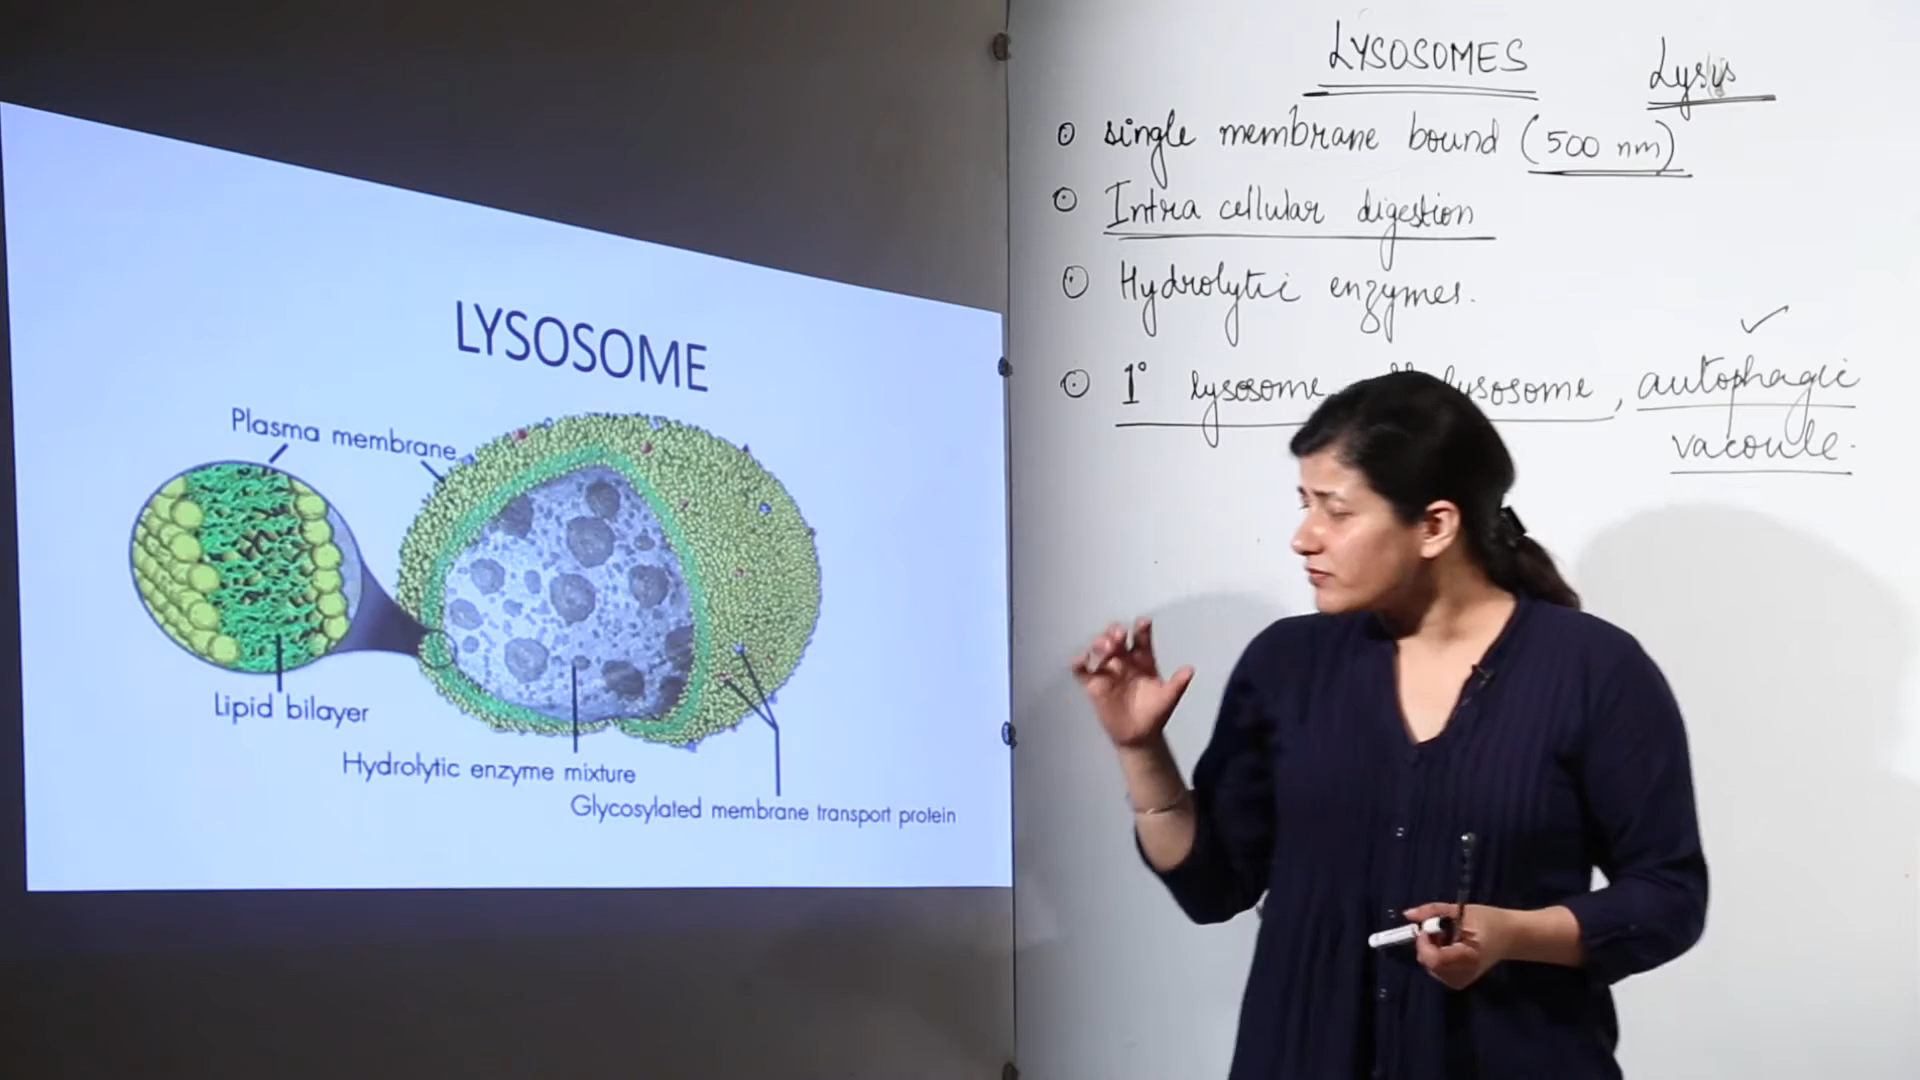 LYSOSOME
Plasma membrane
Lipid bilayer
Hydrolytic enzyme mixture
Glycosylated membrane transport protein
LYSOSOMES
Lysis
single membrane bound (500 nm)
Intra cellular digestion
Hydrolytic enzymes.
1° lysosome lysosome, autophagic
vacoule.